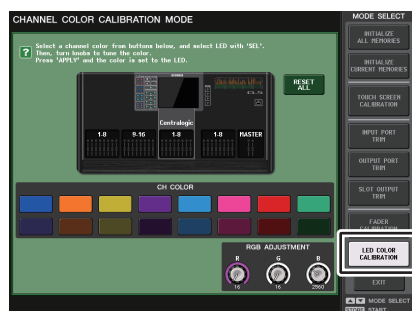 CHANNEL COLOR CALIBRATION MODE
Select a channel color from buttons below, and select LED with 'SEL'.
Then, turn knobs to tune the color.
Press 'APPLY' and the color is set to the LED.
RESET
ALL
Centralogic
1-8
9-16
1-8
1-8
MASTER
CH COLOR
RGB ADJUSTMENT
R
G
B
16
16
2560
MODE SELECT
INITIALIZE
ALL MEMORIES
INITIALIZE
CURRENT MEMORIES
TOUCH SCREEN
CALIBRATION
INPUT PORT
TRIM
OUTPUT PORT
TRIM
SLOT OUTPUT
TRIM
FADER
CALIBRATION
LED COLOR
CALIBRATION
EXIT
MODE SELECT
START